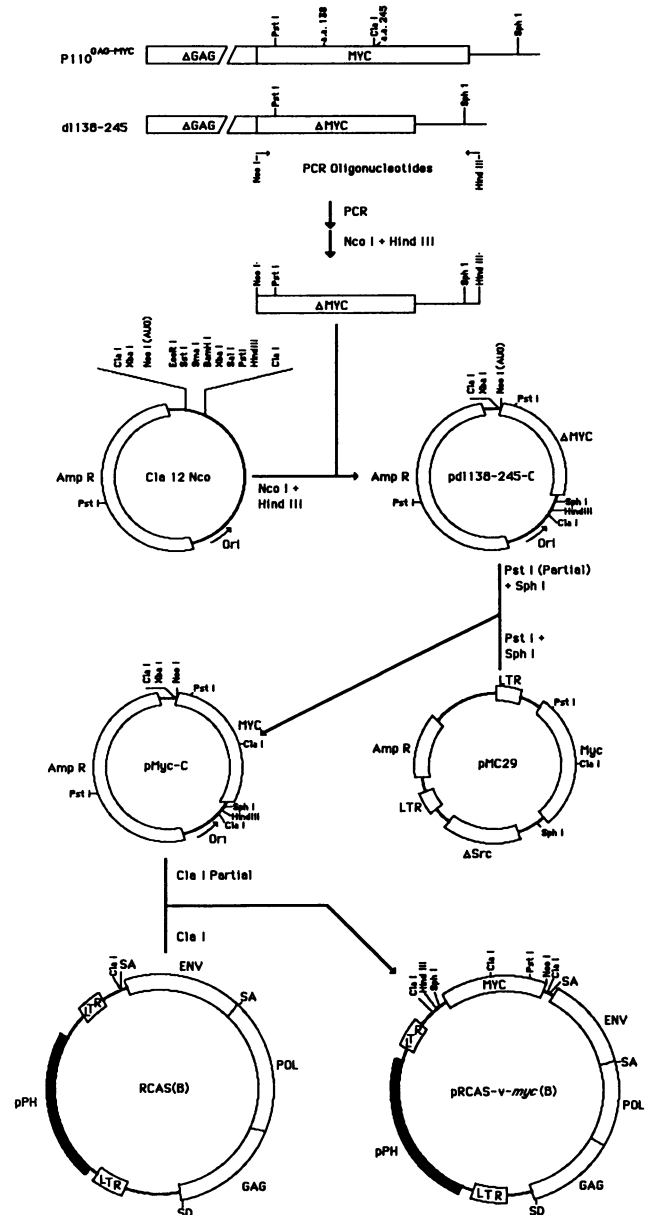 Pst I
a.a. 138
Cla I
a.a. 245
Sph I
P110 GAG-MYC
ΔGAG
MYC
Pst I
Sph I
dl138-245
ΔGAG
ΔMYC
Nco I
PCR Oligonucleotides
Hind III
PCR
Nco I + Hind III
Nco I
Pst I
Sph I
Hind III
ΔMYC
Cla I
Xba I
Nco I (AUG)
EcoR I
Sst I
Sma I
BamH I
Xba I
Sal I
Pst I
HindIII
Cla I
Amp R
Cla 12 Nco
Pst I
Ori
Nco I +
Hind III
Cla I
Xba I
Nco I (AUG)
Pst I
ΔMYC
Amp R
pdl138-245-C
Pst I
Sph I
HindIII
Cla I
Ori
Pst I (Partial)
+ Sph I
Pst I +
Sph I
Cla I
Xba I
Nco I
Pst I
MYC
Cla I
Amp R
pMyc-C
Pst I
Sph I
HindIII
Cla I
Ori
LTR
Pst I
Amp R
Myc
pMC29
Cla I
LTR
Sph I
ΔSrc
Cla I Partial
Cla I
Cla I
SA
ENV
SA
LTR
POL
RCAS(B)
pPH
LTR
GAG
SD
Cla I
Hind III
Sph I
Cla I
MYC
Pst I
Nco I
Cla I
SA
LTR
ENV
SA
pRCAS-v-myc(B)
POL
pPH
LTR
GAG
SD